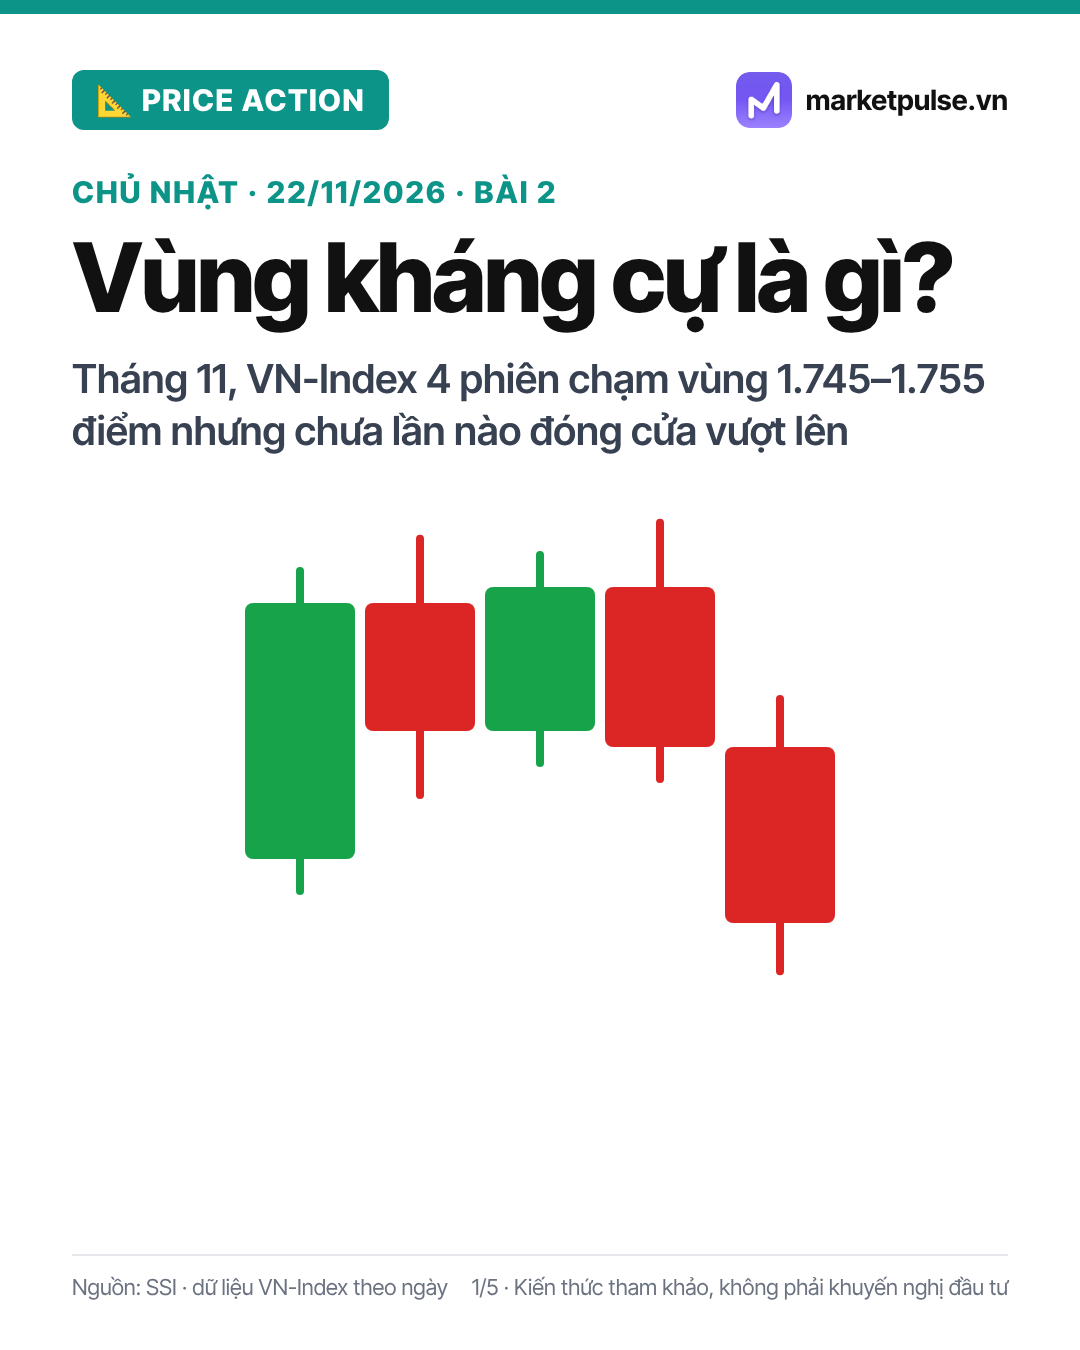 📐 PRICE ACTION
marketpulse.vn
CHỦ NHẬT · 22/11/2026 · BÀI 2
Vùng kháng cự là gì?
Tháng 11, VN-Index 4 phiên chạm vùng 1.745–1.755
điểm nhưng chưa lần nào đóng cửa vượt lên
Nguồn: SSI · dữ liệu VN-Index theo ngày
1/5 · Kiến thức tham khảo, không phải khuyến nghị đầu tư